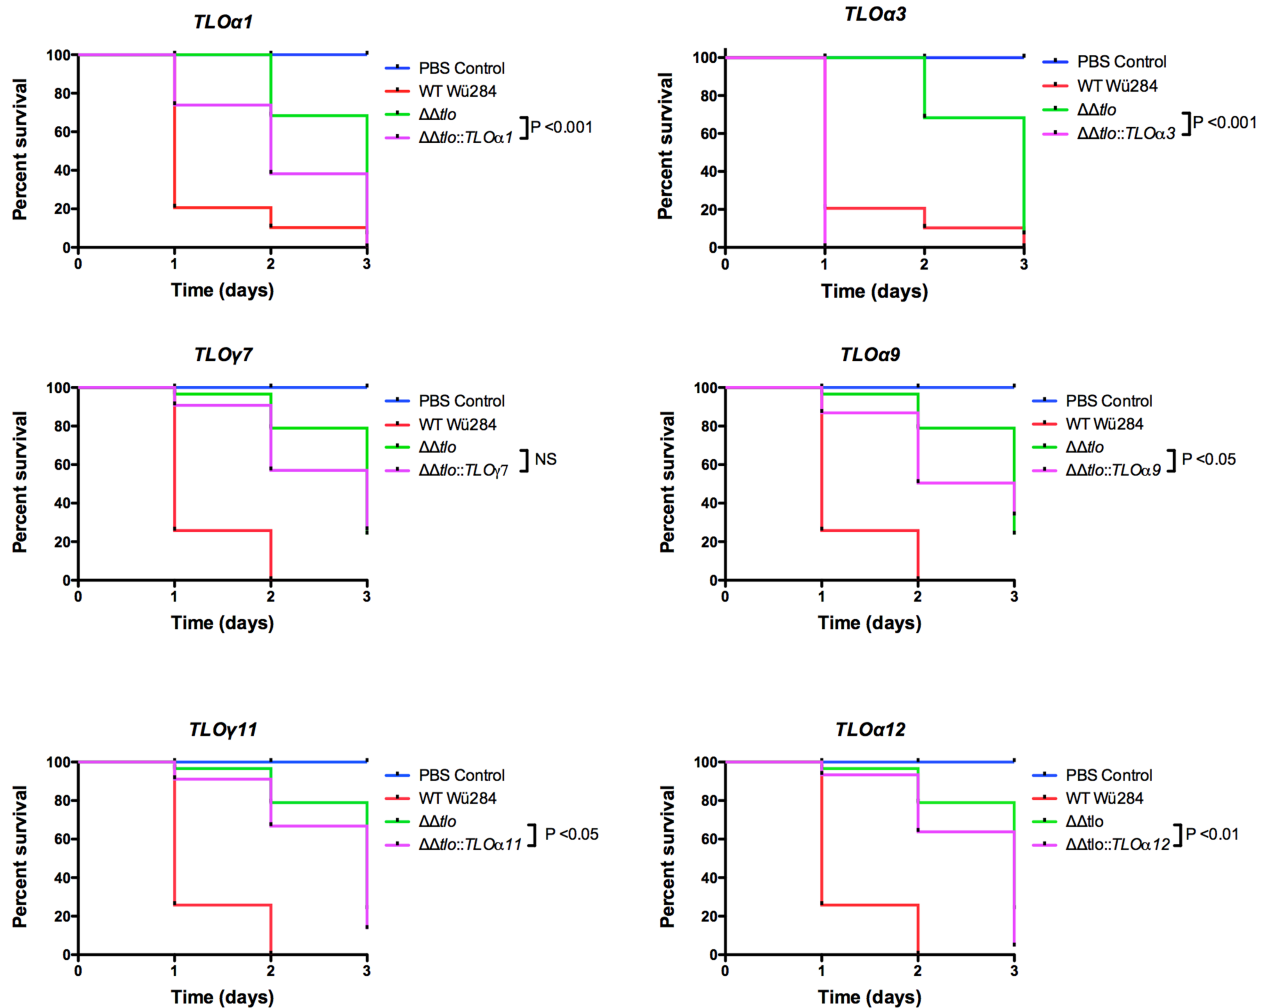 TLOα1
100
80
60
40
20
0
0 1 2 3
Percent survival
Time (days)
PBS Control
WT Wü284
ΔΔtlo
ΔΔtlo::TLOα1
P <0.001
TLOα3
100
80
60
40
20
0
0 1 2 3
Percent survival
Time (days)
PBS Control
WT Wü284
ΔΔtlo
ΔΔtlo::TLOα3
P <0.001
TLOγ7
100
80
60
40
20
0
0 1 2 3
Percent survival
Time (days)
PBS Control
WT Wü284
ΔΔtlo
ΔΔtlo::TLOγ7
NS
TLOα9
100
80
60
40
20
0
0 1 2 3
Percent survival
Time (days)
PBS Control
WT Wü284
ΔΔtlo
ΔΔtlo::TLOα9
P <0.05
TLOγ11
100
80
60
40
20
0
0 1 2 3
Percent survival
Time (days)
PBS Control
WT Wü284
ΔΔtlo
ΔΔtlo::TLOα11
P <0.05
TLOα12
100
80
60
40
20
0
0 1 2 3
Percent survival
Time (days)
PBS Control
WT Wü284
ΔΔtlo
ΔΔtlo::TLOα12
P <0.01